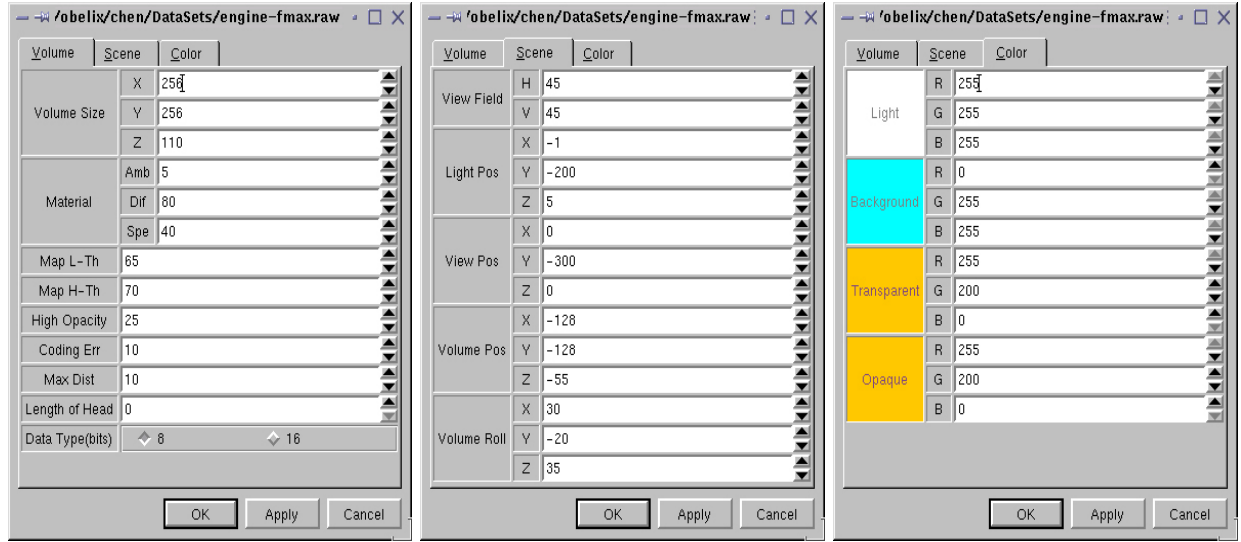 /obelix/chen/DataSets/engine-fmax.raw
Volume Scene Color
Volume Size X 256
Y 256
Z 110
Material Amb 5
Dif 80
Spe 40
Map L-Th 65
Map H-Th 70
High Opacity 25
Coding Err 10
Max Dist 10
Length of Head 0
Data Type(bits) 8 16
OK Apply Cancel
/obelix/chen/DataSets/engine-fmax.raw
Volume Scene Color
View Field H 45
V 45
Light Pos X -1
Y -200
Z 5
View Pos X 0
Y -300
Z 0
Volume Pos X -128
Y -128
Z -55
Volume Roll X 30
Y -20
Z 35
OK Apply Cancel
/obelix/chen/DataSets/engine-fmax.raw
Volume Scene Color
Light R 255
G 255
B 255
Background R 0
G 255
B 255
Transparent R 255
G 200
B 0
Opaque R 255
G 200
B 0
OK Apply Cancel